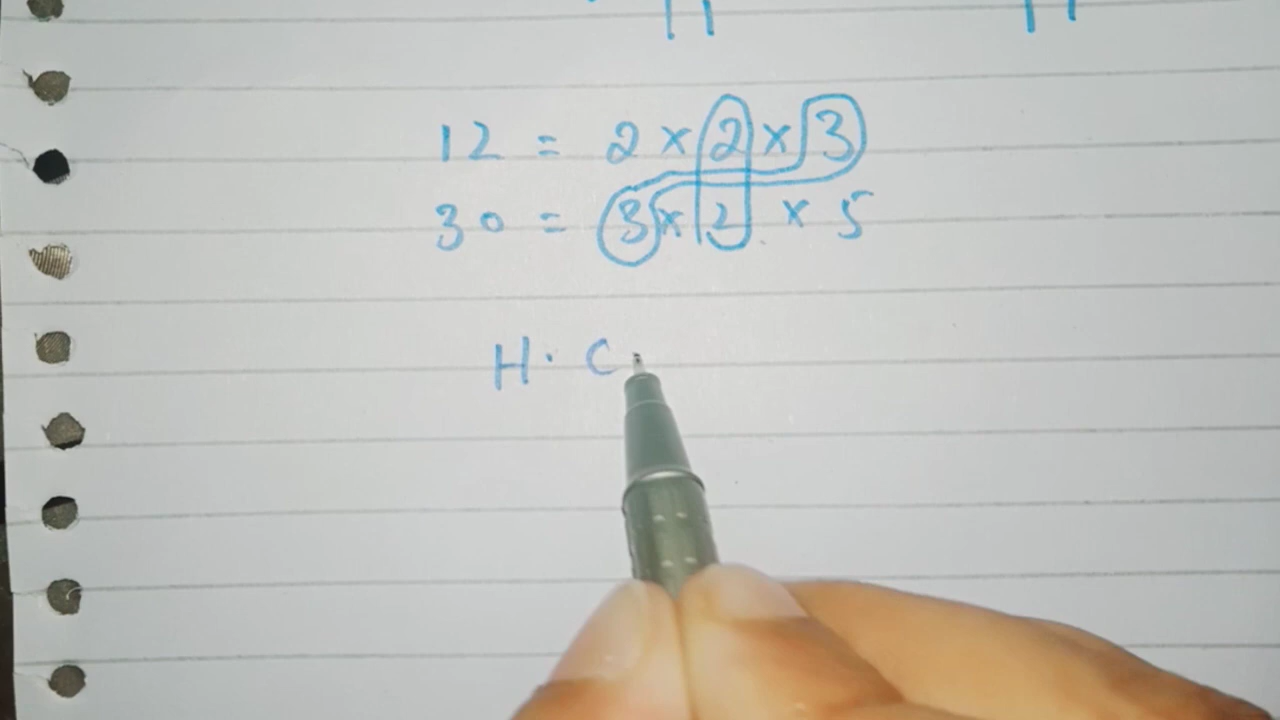 12 = 2 × 2 × 3
30 = 3 × 2 × 5
H. C